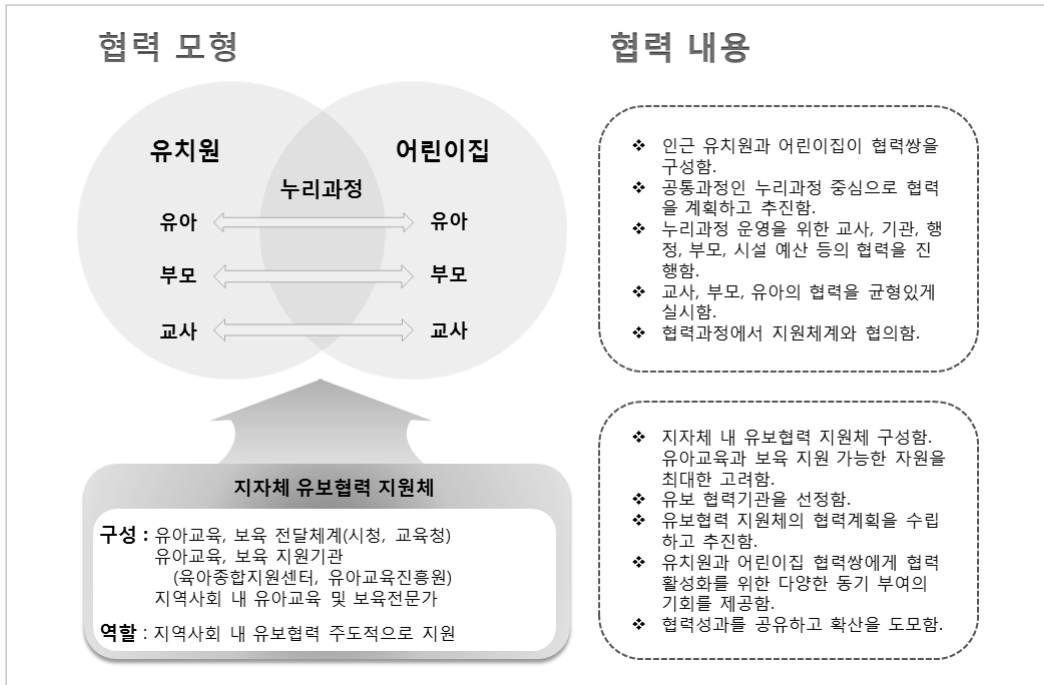 협력 모형
유치원
어린이집
누리과정
유아
유아
부모
부모
교사
교사
지자체 유보협력 지원체
구성 : 유아교육, 보육 전달체계(시청, 교육청)
유아교육, 보육 지원기관
(육아종합지원센터, 유아교육진흥원)
지역사회 내 유아교육 및 보육전문가
역할 : 지역사회 내 유보협력 주도적으로 지원
협력 내용
❖ 인근 유치원과 어린이집이 협력쌍을
구성함.
❖ 공통과정인 누리과정 중심으로 협력
을 계획하고 추진함.
❖ 누리과정 운영을 위한 교사, 기관, 행
정, 부모, 시설 예산 등의 협력을 진
행함.
❖ 교사, 부모, 유아의 협력을 균형있게
실시함.
❖ 협력과정에서 지원체계와 협의함.
❖ 지자체 내 유보협력 지원체 구성함.
유아교육과 보육 지원 가능한 자원을
최대한 고려함.
❖ 유보 협력기관을 선정함.
❖ 유보협력 지원체의 협력계획을 수립
하고 추진함.
❖ 유치원과 어린이집 협력쌍에게 협력
활성화를 위한 다양한 동기 부여의
기회를 제공함.
❖ 협력성과를 공유하고 확산을 도모함.